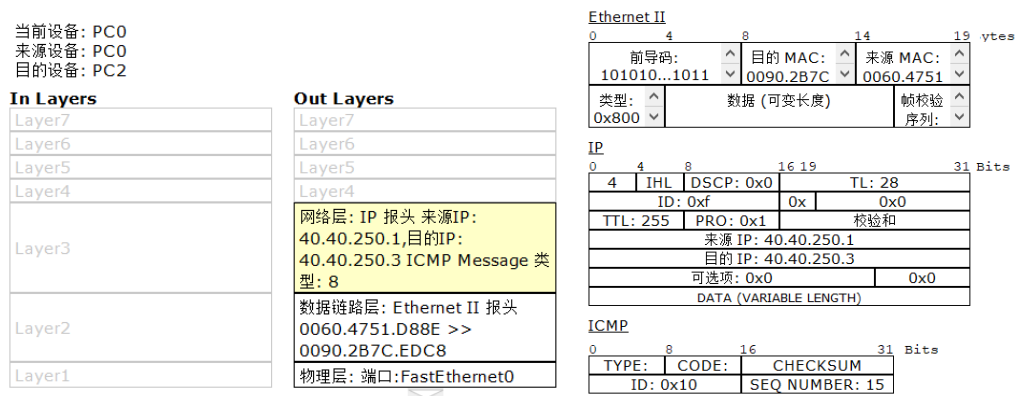 当前设备: PC0
来源设备: PC0
目的设备: PC2
In Layers
Layer7
Layer6
Layer5
Layer4
Layer3
Layer2
Layer1
Out Layers
Layer7
Layer6
Layer5
Layer4
网络层: IP 报头 来源IP:
40.40.250.1,目的IP:
40.40.250.3 ICMP Message 类
型: 8
数据链路层: Ethernet II 报头
0060.4751.D88E >>
0090.2B7C.EDC8
物理层: 端口:FastEthernet0
Ethernet II
0 4 8 14 19 ytes
前导码:
101010...1011
目的 MAC:
0090.2B7C
来源 MAC:
0060.4751
类型:
0x800
数据 (可变长度)
帧校验
序列:
IP
0 4 8 16 19 31 Bits
4 IHL DSCP: 0x0 TL: 28
ID: 0xf 0x 0x0
TTL: 255 PRO: 0x1 校验和
来源 IP: 40.40.250.1
目的 IP: 40.40.250.3
可选项: 0x0 0x0
DATA (VARIABLE LENGTH)
ICMP
0 8 16 31 Bits
TYPE: CODE: CHECKSUM
ID: 0x10 SEQ NUMBER: 15